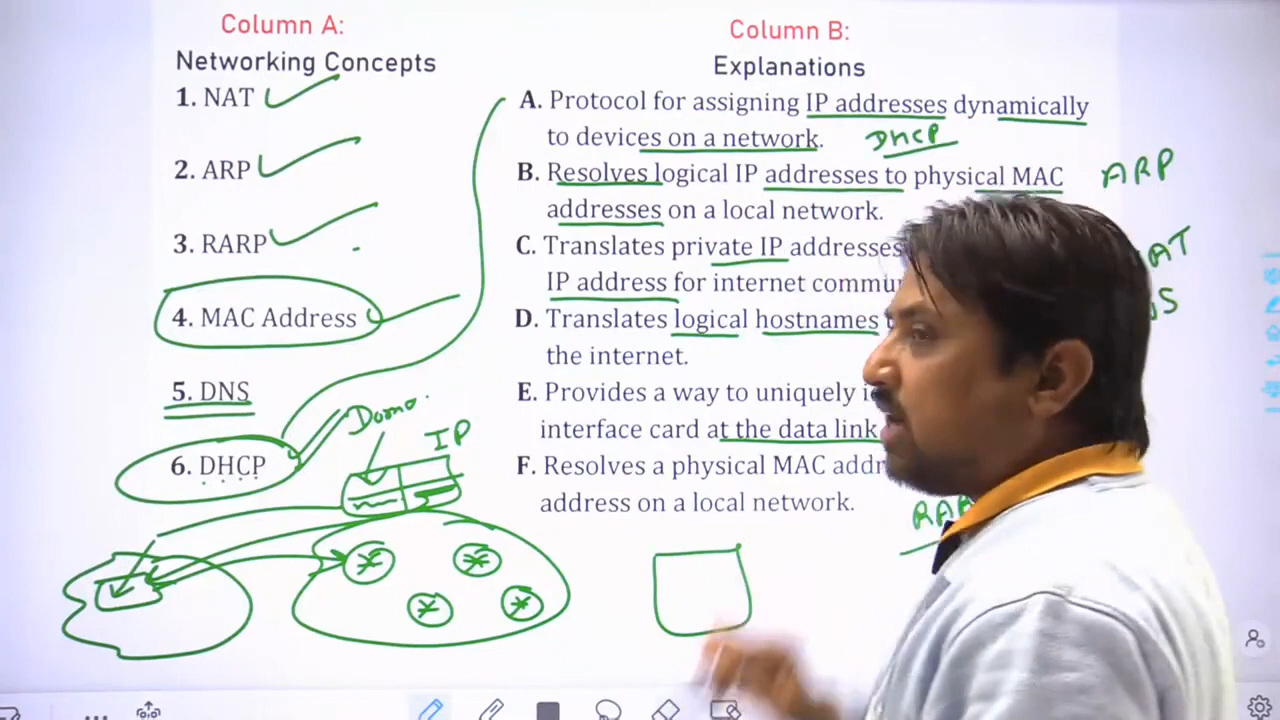 Column A:
Networking Concepts
1. NAT
2. ARP
3. RARP
4. MAC Address
5. DNS
6. DHCP
Column B:
Explanations
A. Protocol for assigning IP addresses dynamically
to devices on a network. DHCP
B. Resolves logical IP addresses to physical MAC
addresses on a local network.
ARP
C. Translates private IP addresses
IP address for internet
D. Translates logical hostnames
the internet.
E. Provides a way to uniquely
interface card at the data link
F. Resolves a physical MAC
address on a local network.
IP